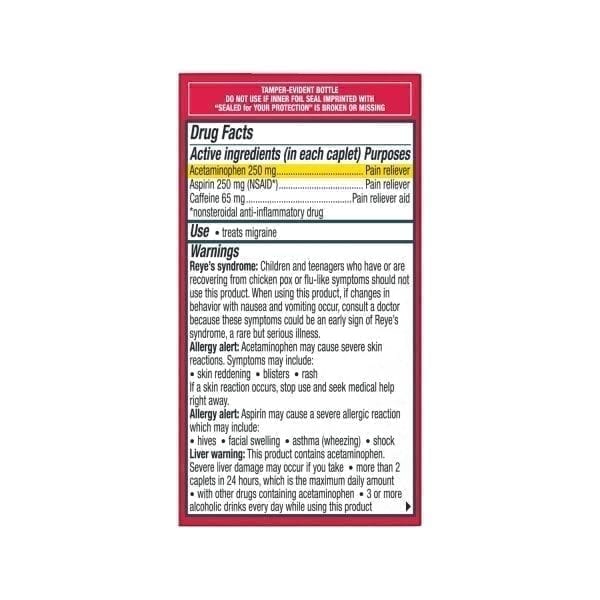 TAMPER-EVIDENT BOTTLE
DO NOT USE IF INNER FOIL SEAL IMPRINTED WITH
"SEALED for YOUR PROTECTION" IS BROKEN OR MISSING
Drug Facts
Active ingredients (in each caplet) Purposes
Acetaminophen 250 mg.............................. Pain reliever
Aspirin 250 mg (NSAID*)............................. Pain reliever
Caffeine 65 mg....................................Pain reliever aid
*nonsteroidal anti-inflammatory drug
Use • treats migraine
Warnings
Reye's syndrome: Children and teenagers who have or are
recovering from chicken pox or flu-like symptoms should not
use this product. When using this product, if changes in
behavior with nausea and vomiting occur, consult a doctor
because these symptoms could be an early sign of Reye's
syndrome, a rare but serious illness.
Allergy alert: Acetaminophen may cause severe skin
reactions. Symptoms may include:
• skin reddening • blisters • rash
If a skin reaction occurs, stop use and seek medical help
right away.
Allergy alert: Aspirin may cause a severe allergic reaction
which may include:
• hives • facial swelling • asthma (wheezing) • shock
Liver warning: This product contains acetaminophen.
Severe liver damage may occur if you take • more than 2
caplets in 24 hours, which is the maximum daily amount
• with other drugs containing acetaminophen • 3 or more
alcoholic drinks every day while using this product